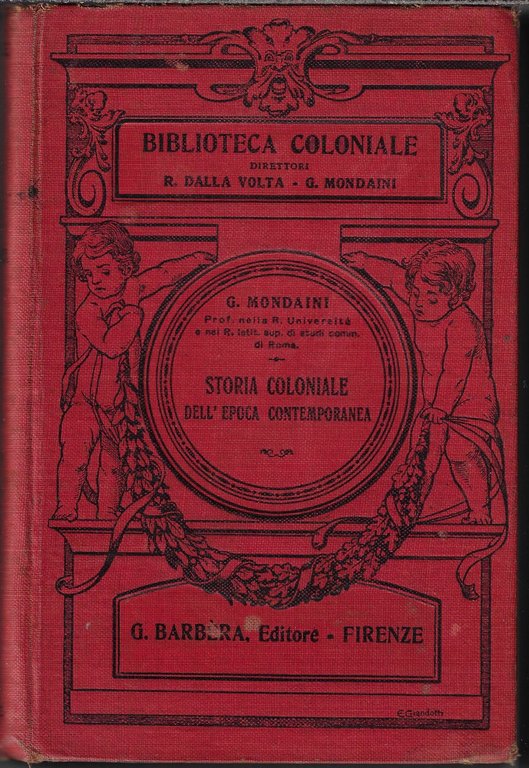 BIBLIOTECA COLONIALE
DIRETTORI
R. DALLA VOLTA - G. MONDAINI
G. MONDAINI
Prof. nella R. Università
e nei R. Istit. sup. di studi comm.
di Roma.
STORIA COLONIALE
DELL'EPOCA CONTEMPORANEA
G. BARBÈRA, Editore - FIRENZE